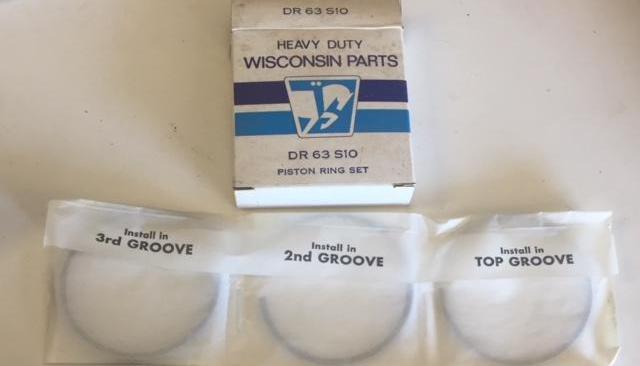 DR 63 S10
HEAVY DUTY
WISCONSIN PARTS
DR 63 S10
PISTON RING SET
Install in
3rd GROOVE
Install in
2nd GROOVE
Install in
TOP GROOVE